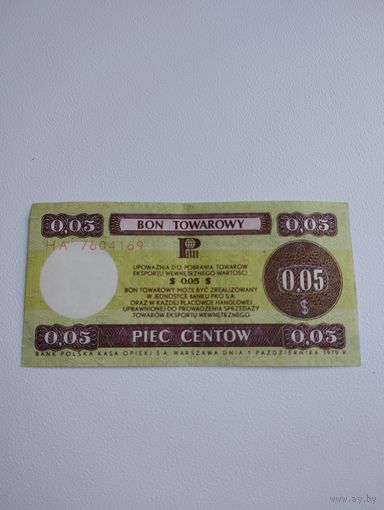 0,05 BON TOWAROWY 0,05
HA 7604169
UPOWAŻNIA DO POBRANIA TOWARÓW
EKSPORTU WEWNĘTRZNEGO WARTOŚCI
$ 0.05 $
BON TOWAROWY MOŻE BYĆ ZREALIZOWANY
W JEDNOSTCE BANKU PKO S.A.
ORAZ W KAŻDEJ PLACÓWCE HANDLOWEJ
UPRAWNIONEJ DO PROWADZENIA SPRZEDAŻY
TOWARÓW EKSPORTU WEWNĘTRZNEGO
0.05
$
0,05 PIĘC CENTÓW 0,05
BANK POLSKA KASA OPIEKI S.A. WARSZAWA DNIA 1 PAŹDZIERNIKA 1979 R.
www.ay.by